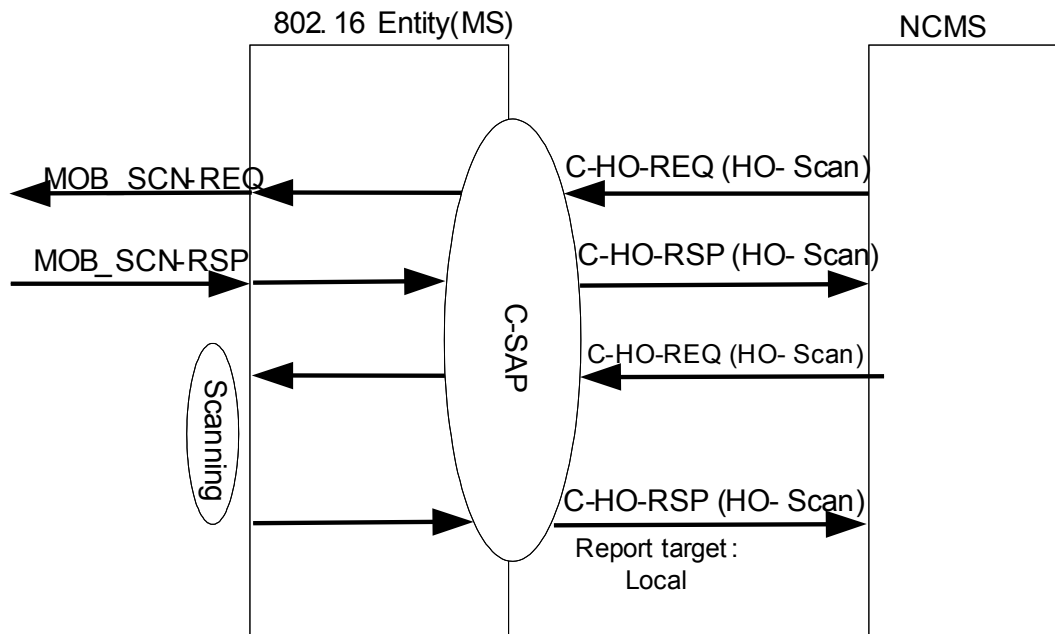 802. 16 Entity(MS)
NCMS
MOB_SCN-REQ
C-HO-REQ (HO- Scan)
MOB_SCN-RSP
C-HO-RSP (HO- Scan)
C-SAP
C-HO-REQ (HO- Scan)
Scanning
C-HO-RSP (HO- Scan)
Report target :
Local